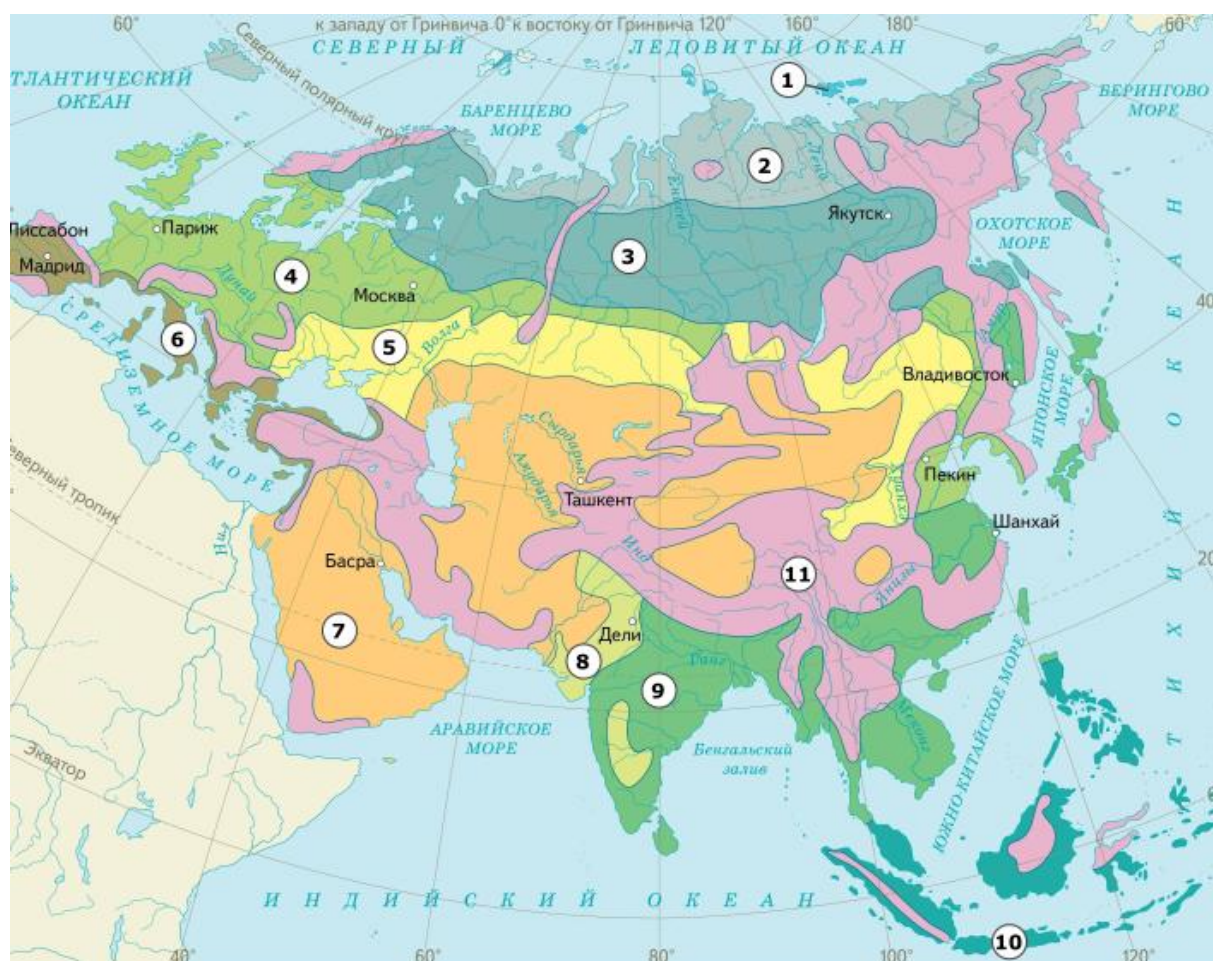 60°
к западу от Гринвича 0° к востоку от Гринвича 120°
160°
180°
60°
СЕВЕРНЫЙ
ЛЕДОВИТЫЙ ОКЕАН
Северный полярный круг
ТЛАНТИЧЕСКИЙ
ОКЕАН
БАРЕНЦЕВО
МОРЕ
1
БЕРИНГОВО
МОРЕ
2
Лена
Енисей
Якутск
ОХОТСКОЕ
МОРЕ
Лиссабон
Мадрид
Париж
3
4
Дунай
Москва
40
СРЕДИЗЕМНОЕ МОРЕ
6
5
Волга
Амур
Владивосток
ЯПОНСКОЕ
МОРЕ
ТИХИЙ ОКЕАН
Сырдарья
Амударья
Ташкент
Хуанхэ
Пекин
Шанхай
еверный тропик
Нил
Басра
Инд
11
Янцзы
20
7
Дели
8
Ганг
9
АРАВИЙСКОЕ
МОРЕ
Бенгальский
залив
Меконг
ЮЖНО-КИТАЙСКОЕ МОРЕ
Экватор
ИНДИЙСКИЙ ОКЕАН
10
40°
60°
80°
100°
120°